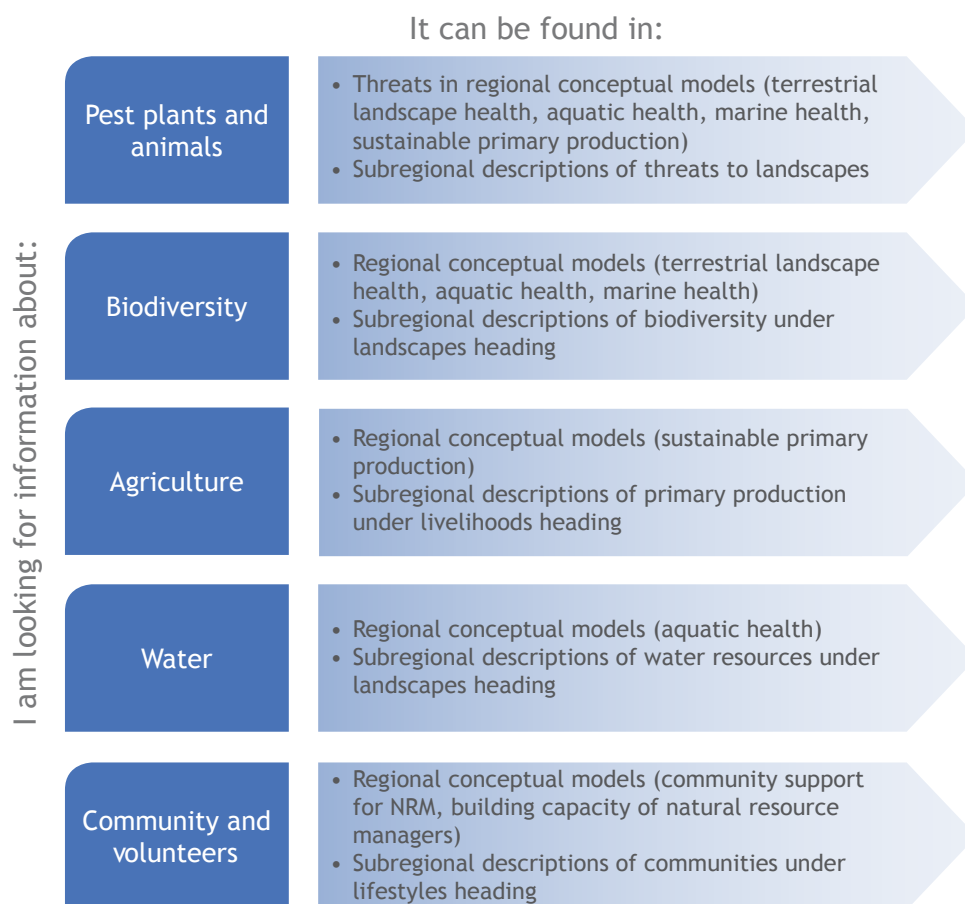 It can be found in:
I am looking for information about:
Pest plants and
animals
• Threats in regional conceptual models (terrestrial
landscape health, aquatic health, marine health,
sustainable primary production)
• Subregional descriptions of threats to landscapes
Biodiversity
• Regional conceptual models (terrestrial landscape
health, aquatic health, marine health)
• Subregional descriptions of biodiversity under
landscapes heading
Agriculture
• Regional conceptual models (sustainable primary
production)
• Subregional descriptions of primary production
under livelihoods heading
Water
• Regional conceptual models (aquatic health)
• Subregional descriptions of water resources under
landscapes heading
Community and
volunteers
• Regional conceptual models (community support
for NRM, building capacity of natural resource
managers)
• Subregional descriptions of communities under
lifestyles heading